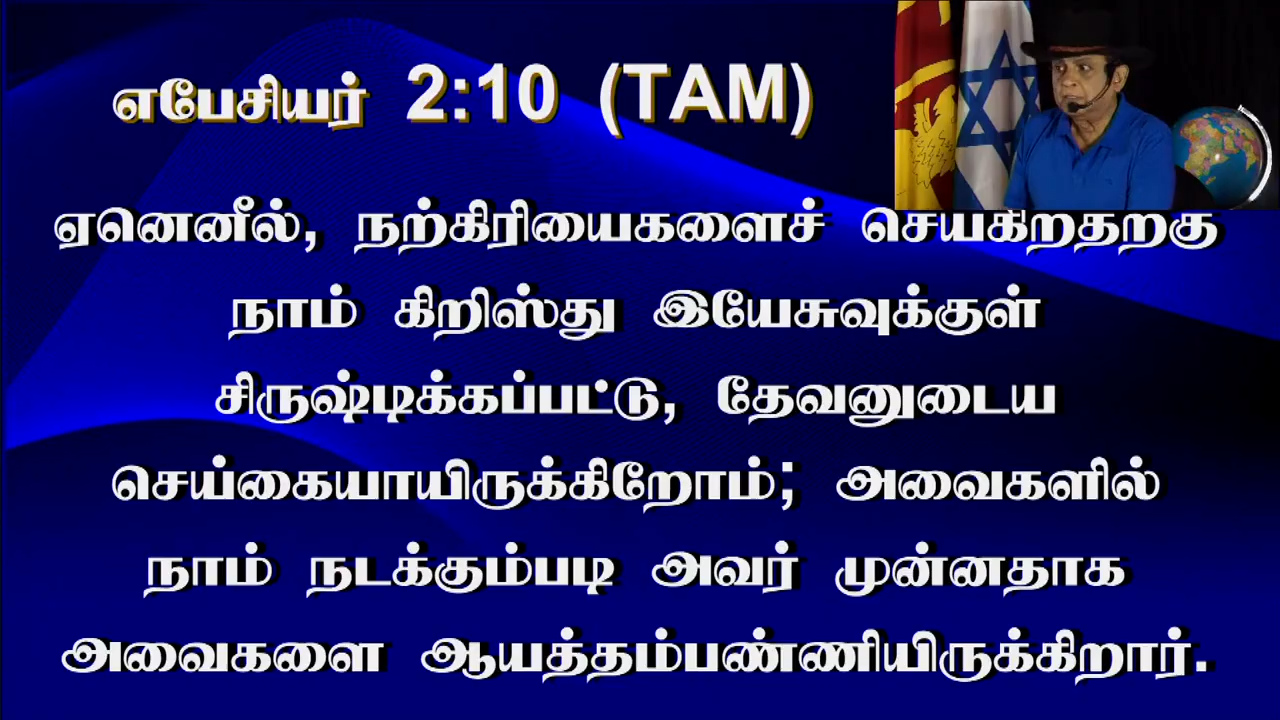 எபேசியர் 2:10 (TAM)
ஏனெனீல், நற்கிரியைகளைச் செய்கிறதற்கு
நாம் கிறிஸ்து இயேசுவுக்குள்
சிருஷ்டிக்கப்பட்டு, தேவனுடைய
செய்கையாயிருக்கிறோம்; அவைகளில்
நாம் நடக்கும்படி அவர் முன்னதாக
அவைகளை ஆயத்தம்பண்ணியிருக்கிறார்.